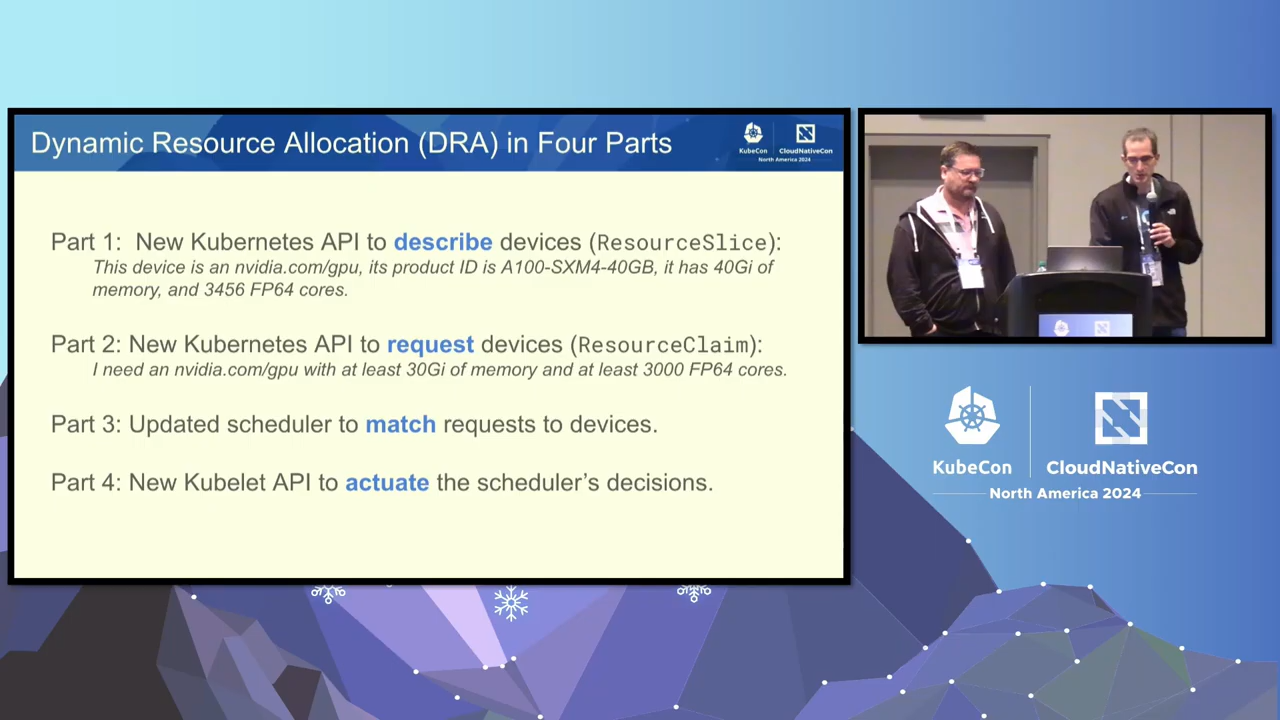 Dynamic Resource Allocation (DRA) in Four Parts
KubeCon
CloudNativeCon
North America 2024
Part 1: New Kubernetes API to describe devices (ResourceSlice):
This device is an nvidia.com/gpu, its product ID is A100-SXM4-40GB, it has 40Gi of
memory, and 3456 FP64 cores.
Part 2: New Kubernetes API to request devices (ResourceClaim):
I need an nvidia.com/gpu with at least 30Gi of memory and at least 3000 FP64 cores.
Part 3: Updated scheduler to match requests to devices.
Part 4: New Kubelet API to actuate the scheduler's decisions.
KubeCon
CloudNativeCon
North America 2024